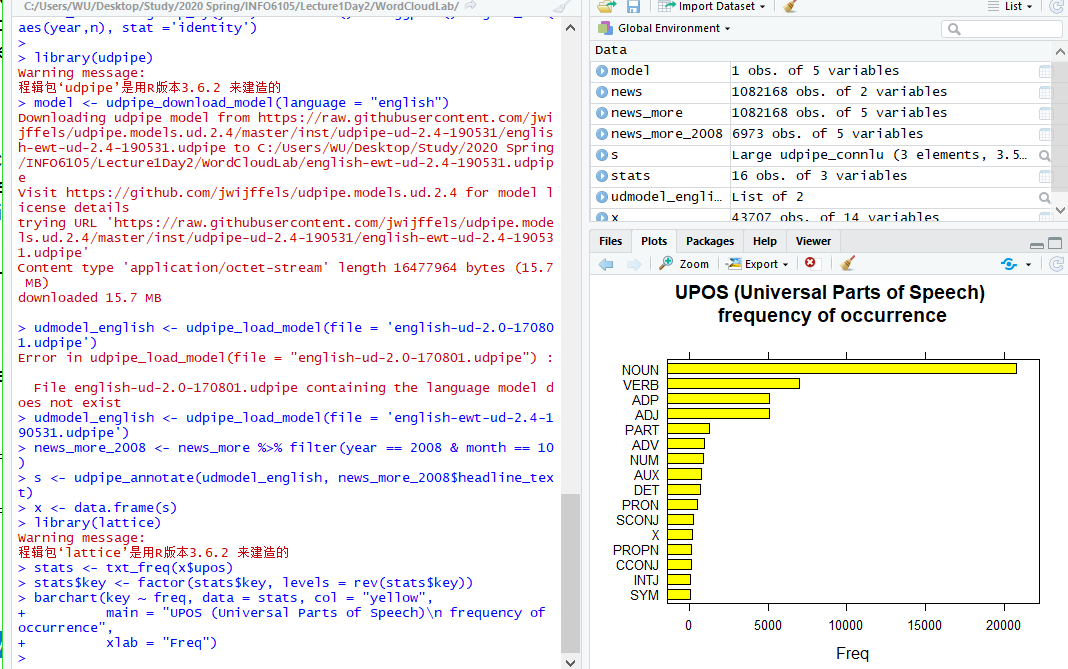 C:/Users/WU/Desktop/Study/2020 Spring/INFO6105/Lecture1Day2/WordCloudLab/
aes(year,n), stat ='identity')
>
> library(udpipe)
Warning message:
程辑包‘udpipe’是用R版本3.6.2 来建造的
> model <- udpipe_download_model(language = "english")
Downloading udpipe model from https://raw.githubusercontent.com/jwi
jffels/udpipe.models.ud.2.4/master/inst/udpipe-ud-2.4-190531/englis
h-ewt-ud-2.4-190531.udpipe to C:/Users/WU/Desktop/Study/2020 Spring
/INFO6105/Lecture1Day2/WordCloudLab/english-ewt-ud-2.4-190531.udpip
e
Visit https://github.com/jwijffels/udpipe.models.ud.2.4 for model l
icense details
trying URL 'https://raw.githubusercontent.com/jwijffels/udpipe.mode
ls.ud.2.4/master/inst/udpipe-ud-2.4-190531/english-ewt-ud-2.4-19053
1.udpipe'
Content type 'application/octet-stream' length 16477964 bytes (15.7
 MB)
downloaded 15.7 MB
> udmodel_english <- udpipe_load_model(file = 'english-ud-2.0-17080
1.udpipe')
Error in udpipe_load_model(file = "english-ud-2.0-170801.udpipe") :
  File english-ud-2.0-170801.udpipe containing the language model d
oes not exist
> udmodel_english <- udpipe_load_model(file = 'english-ewt-ud-2.4-1
90531.udpipe')
> news_more_2008 <- news_more %>% filter(year == 2008 & month == 10
)
> s <- udpipe_annotate(udmodel_english, news_more_2008$headline_tex
t)
> x <- data.frame(s)
> library(lattice)
Warning message:
程辑包‘lattice’是用R版本3.6.2 来建造的
> stats <- txt_freq(x$upos)
> stats$key <- factor(stats$key, levels = rev(stats$key))
> barchart(key ~ freq, data = stats, col = "yellow",
+          main = "UPOS (Universal Parts of Speech)\n frequency of
occurrence",
+          xlab = "Freq")
>
Import Dataset
List
Global Environment
Data
model 1 obs. of 5 variables
news 1082168 obs. of 2 variables
news_more 1082168 obs. of 5 variables
news_more_2008 6973 obs. of 5 variables
s Large udpipe_connlu (3 elements, 3.5…
stats 16 obs. of 3 variables
udmodel_engli… List of 2
x 43707 obs. of 14 variables
Files Plots Packages Help Viewer
Zoom Export
UPOS (Universal Parts of Speech)
frequency of occurrence
NOUN
VERB
ADP
ADJ
PART
ADV
NUM
AUX
DET
PRON
SCONJ
X
PROPN
CCONJ
INTJ
SYM
0 5000 10000 15000 20000
Freq